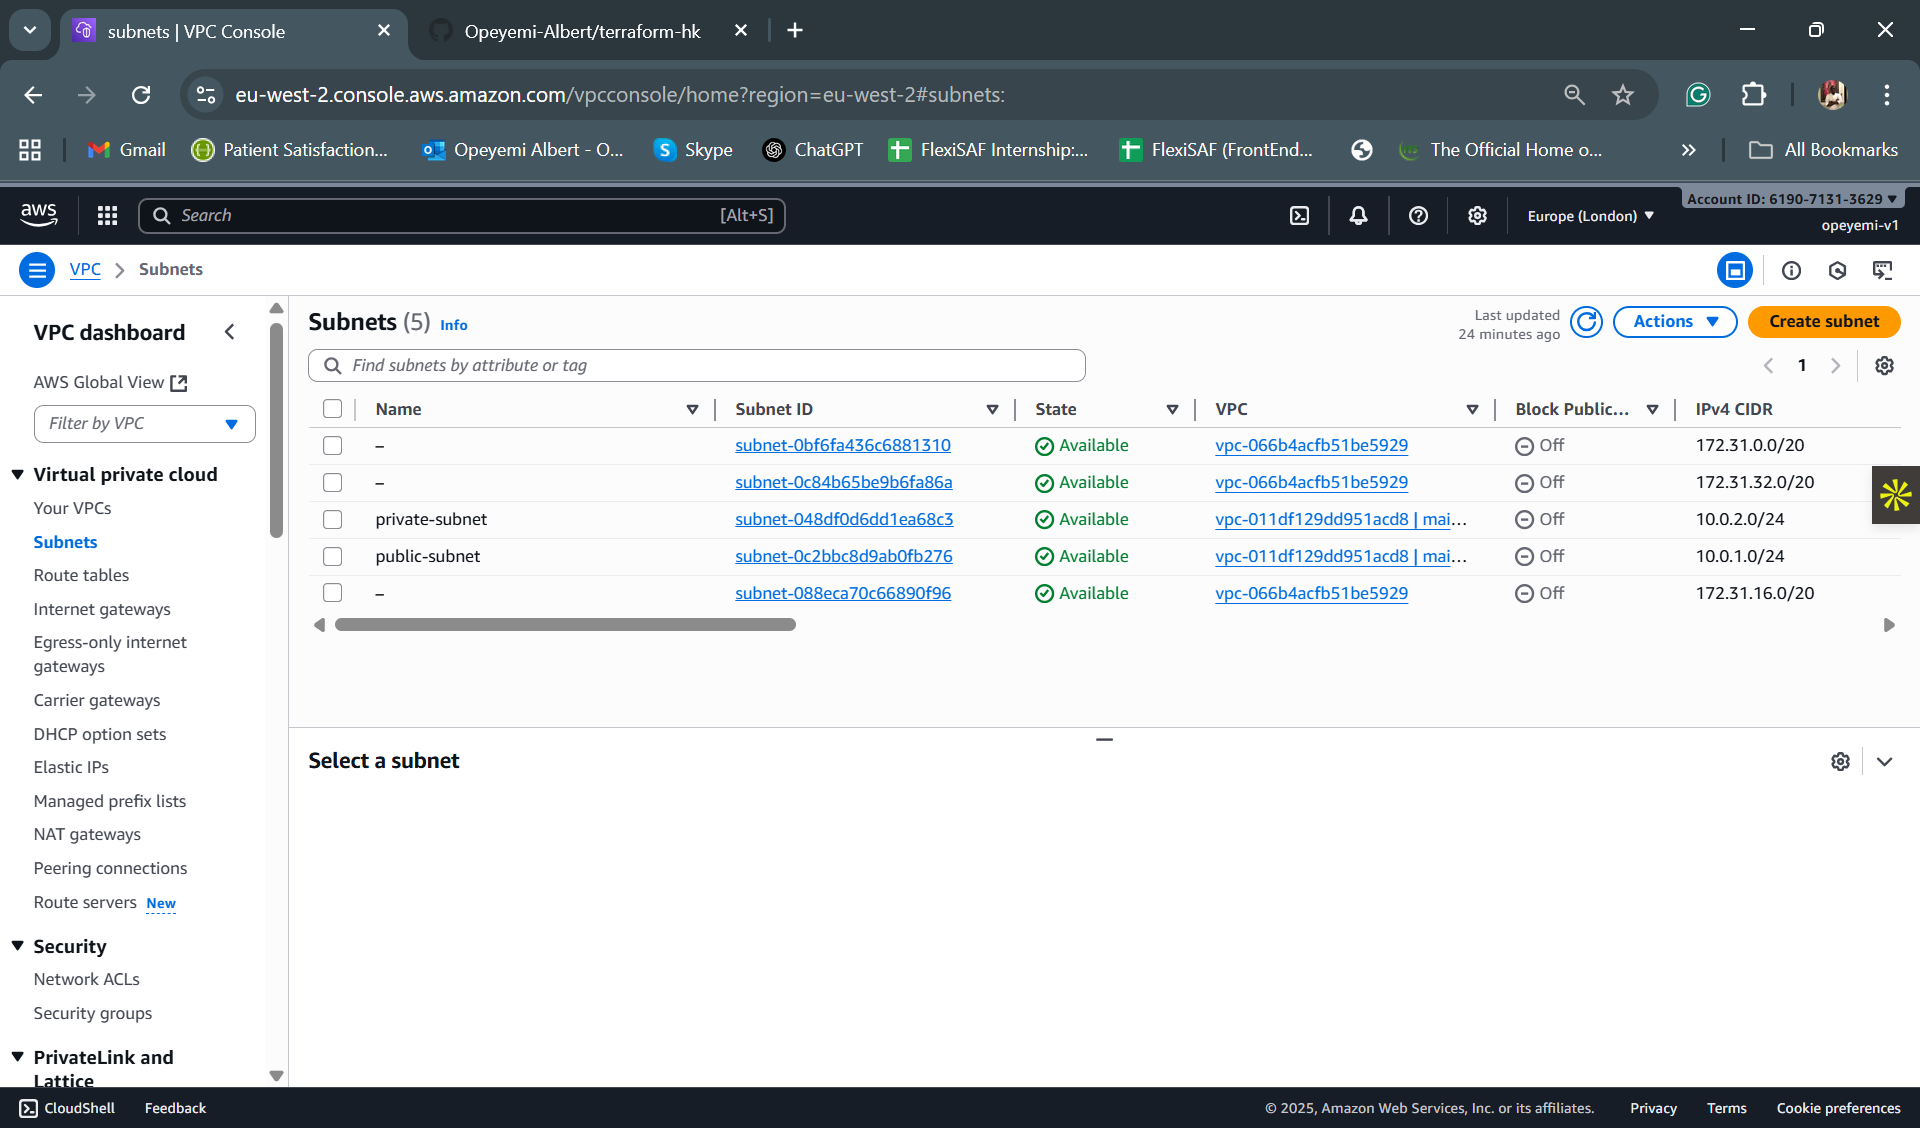 subnets | VPC Console
Opeyemi-Albert/terraform-hk
eu-west-2.console.aws.amazon.com/vpcconsole/home?region=eu-west-2#subnets:
Gmail
Patient Satisfaction...
Opeyemi Albert - O...
Skype
ChatGPT
FlexiSAF Internship:...
FlexiSAF (FrontEnd...
The Official Home o...
All Bookmarks
aws
Search
[Alt+S]
Europe (London)
Account ID: 6190-7131-3629
opeyemi-v1
VPC
Subnets
VPC dashboard
AWS Global View
Filter by VPC
Virtual private cloud
Your VPCs
Subnets
Route tables
Internet gateways
Egress-only internet
gateways
Carrier gateways
DHCP option sets
Elastic IPs
Managed prefix lists
NAT gateways
Peering connections
Route servers New
Security
Network ACLs
Security groups
PrivateLink and
Lattice
Subnets (5) Info
Last updated
24 minutes ago
Actions
Create subnet
Find subnets by attribute or tag
1
Name Subnet ID State VPC Block Public... IPv4 CIDR
– subnet-0bf6fa436c6881310 Available vpc-066b4acfb51be5929 Off 172.31.0.0/20
– subnet-0c84b65be9b6fa86a Available vpc-066b4acfb51be5929 Off 172.31.32.0/20
private-subnet subnet-048df0d6dd1ea68c3 Available vpc-011df129dd951acd8 | mai... Off 10.0.2.0/24
public-subnet subnet-0c2bbc8d9ab0fb276 Available vpc-011df129dd951acd8 | mai... Off 10.0.1.0/24
– subnet-088eca70c66890f96 Available vpc-066b4acfb51be5929 Off 172.31.16.0/20
Select a subnet
CloudShell
Feedback
© 2025, Amazon Web Services, Inc. or its affiliates.
Privacy
Terms
Cookie preferences